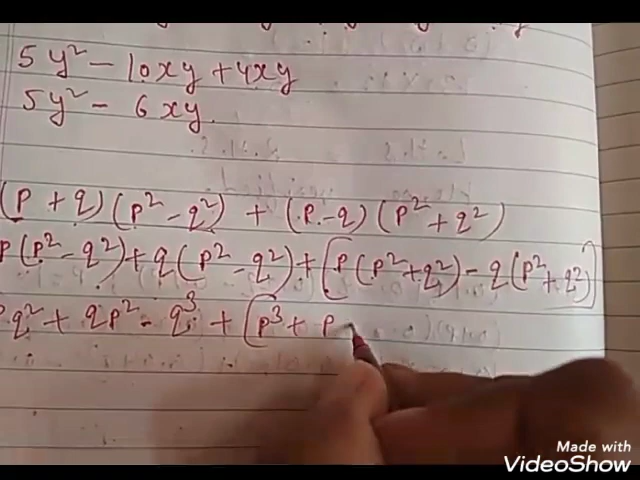 5y² - 10xy + 4xy
5y² - 6xy.
(p + q) (p² - q²) + (p - q) (p² + q²)
p(p² - q²) + q(p² - q²) + [p(p² + q²) - q(p² + q²)]
q² + qp² - q³ + [p³ + p
Made with
VideoShow